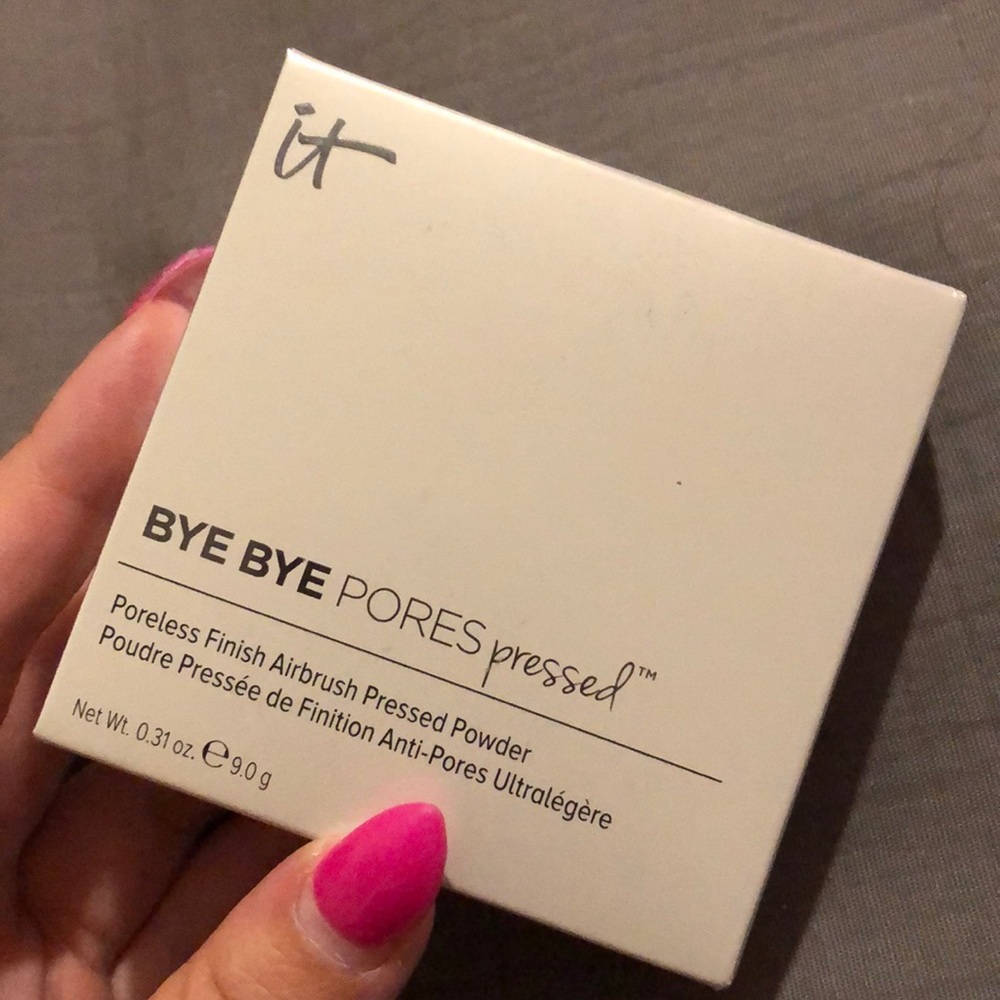 it
BYE BYE PORES pressed™
Poreless Finish Airbrush Pressed Powder
Poudre Pressée de Finition Anti-Pores Ultralégère
Net Wt. 0.31 oz. ℮ 9.0 g